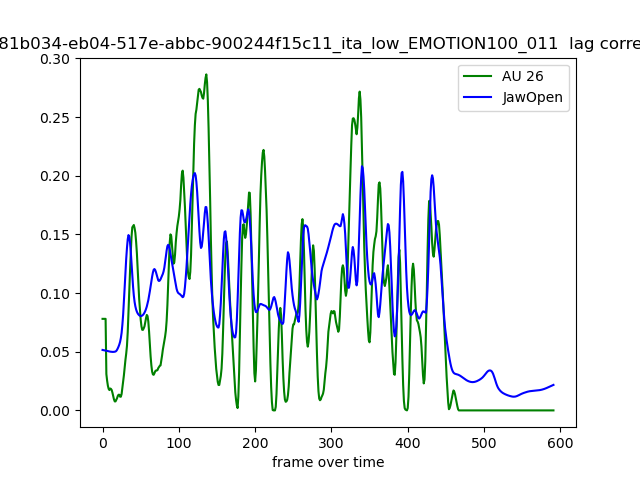 81b034-eb04-517e-abbc-900244f15c11_ita_low_EMOTION100_011 lag corre
0.30
AU 26
JawOpen
0.25
0.20
0.15
0.10
0.05
0.00
0 100 200 300 400 500 600
frame over time